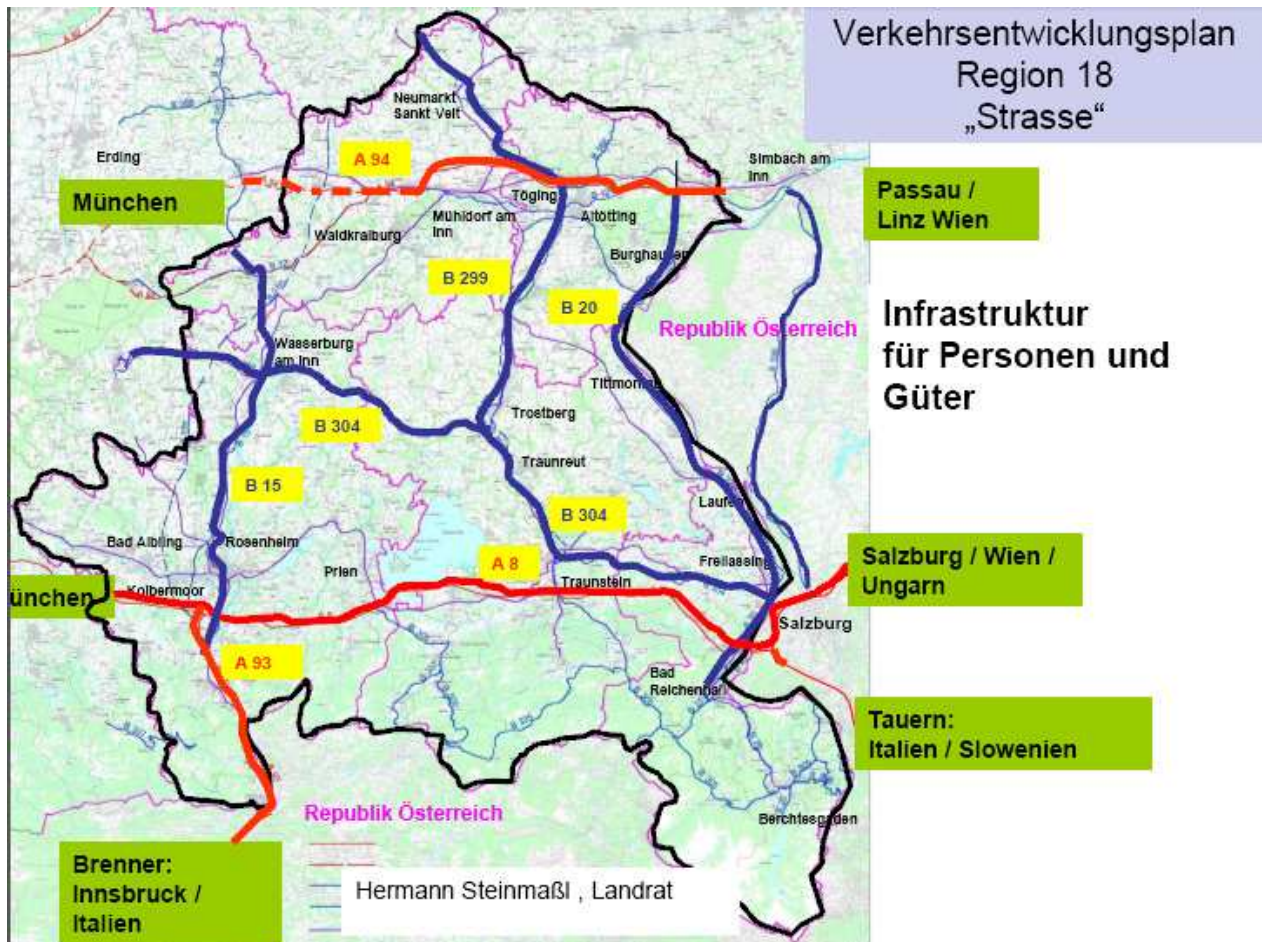 Verkehrsentwicklungsplan
Region 18
„Strasse“
Neumarkt
Sankt Veit
Erding
A 94
Simbach am
Inn
München
Passau /
Linz Wien
Töging
Altötting
Mühldorf am
Inn
Waldkraiburg
Burghausen
B 299
B 20
Republik Österreich
Infrastruktur
für Personen und
Güter
Wasserburg
am Inn
Tittmoning
B 304
Trostberg
Traunreut
B 15
Laufen
B 304
Bad Aibling
Rosenheim
Prien
A 8
Freilassing
Salzburg / Wien /
Ungarn
Traunstein
ünchen
Kolbermoor
Salzburg
A 93
Bad
Reichenhall
Tauern:
Italien / Slowenien
Republik Österreich
Berchtesgaden
Brenner:
Innsbruck /
Italien
Hermann Steinmaßl , Landrat